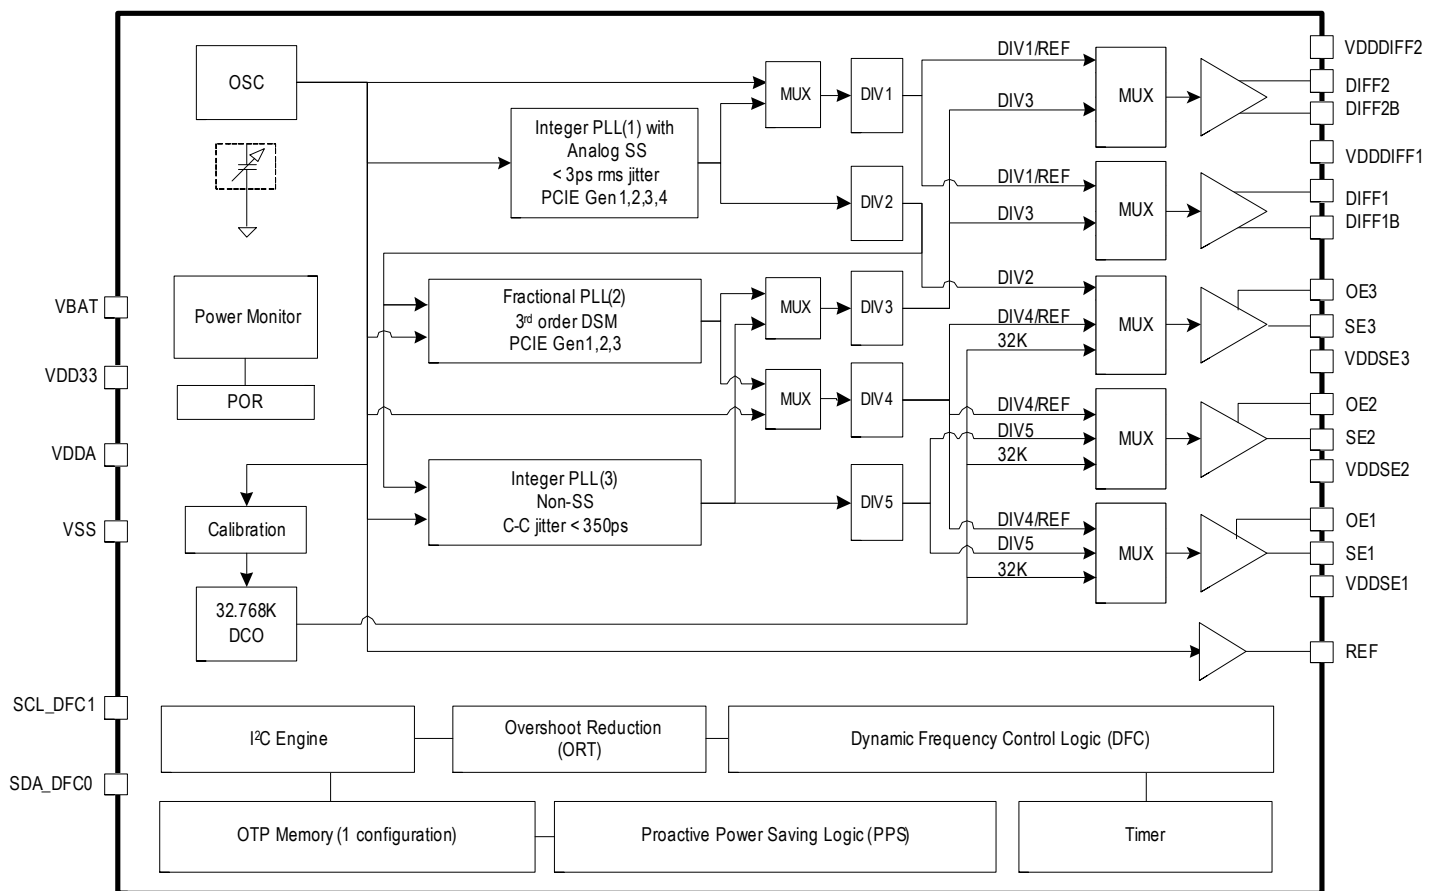 VDDDIFF2
DIV1/REF
OSC
DIFF2
MUX
DIV1
MUX
DIV3
DIFF2B
Integer PLL(1) with
Analog SS
< 3ps rms jitter
PCIE Gen1,2,3,4
VDDDIFF1
DIV1/REF
DIFF1
DIV2
MUX
DIV3
DIFF1B
DIV2
OE3
VBAT
Power Monitor
Fractional PLL(2)
3rd order DSM
PCIE Gen1,2,3
MUX
DIV3
DIV4/REF
MUX
SE3
32K
VDDSE3
VDD33
POR
MUX
DIV4
OE2
DIV4/REF
DIV5
MUX
SE2
32K
VDDA
VDDSE2
Integer PLL(3)
Non-SS
C-C jitter < 350ps
DIV5
VSS
Calibration
DIV4/REF
OE1
DIV5
MUX
SE1
32K
VDDSE1
32.768K
DCO
REF
SCL_DFC1
I²C Engine
Overshoot Reduction
(ORT)
Dynamic Frequency Control Logic (DFC)
SDA_DFC0
OTP Memory (1 configuration)
Proactive Power Saving Logic (PPS)
Timer